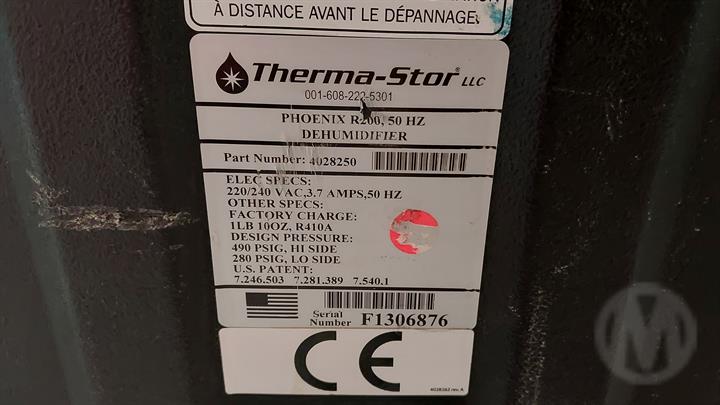 À DISTANCE AVANT LE DÉPANNAGE.
Therma-Stor® LLC
001-608-222-5301
PHOENIX R200, 50 HZ
DEHUMIDIFIER
Part Number: 4028250
ELEC SPECS:
220/240 VAC,3.7 AMPS,50 HZ
OTHER SPECS:
FACTORY CHARGE:
1LB 10OZ, R410A
DESIGN PRESSURE:
490 PSIG, HI SIDE
280 PSIG, LO SIDE
U.S. PATENT:
7.246.503 7.281.389 7.540.1
Serial
Number F1306876
CE
4028262 rev. A
M